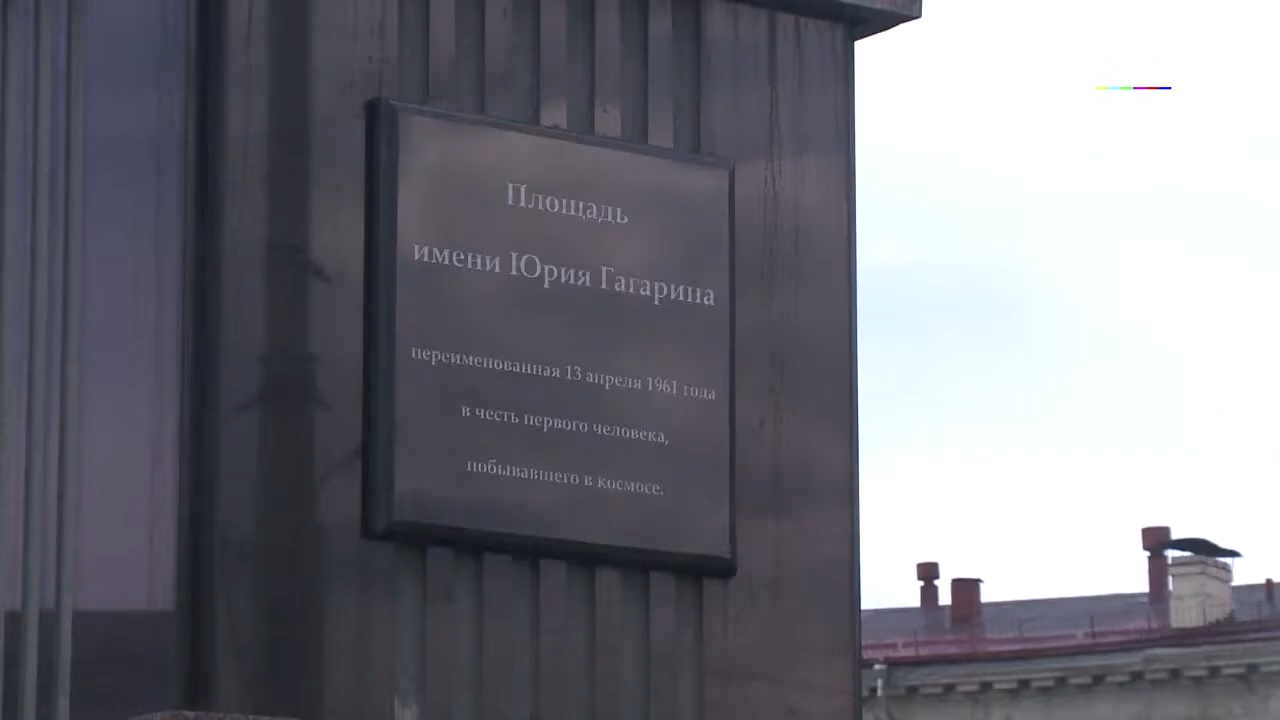 Площадь
имени Юрия Гагарина
переименованная 13 апреля 1961 года
в честь первого человека,
побывавшего в космосе.